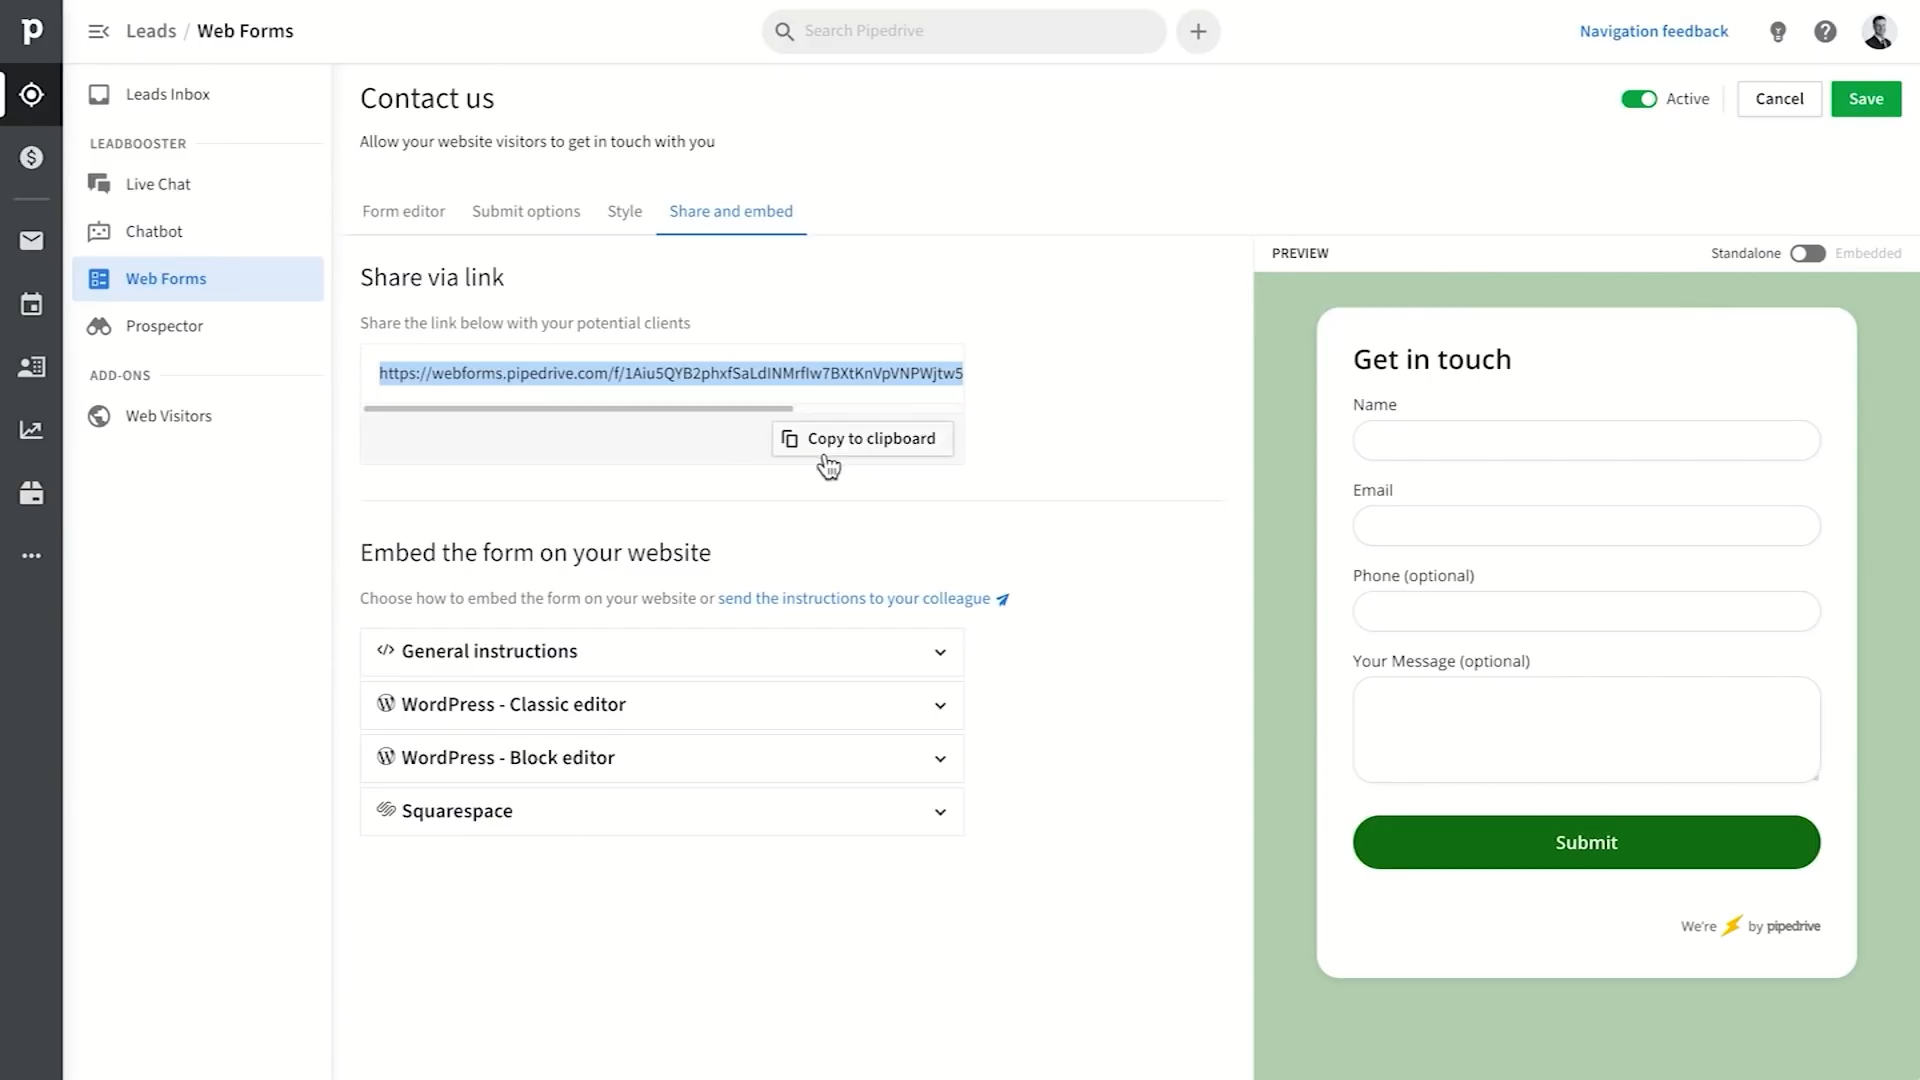 p
Leads / Web Forms
Search Pipedrive
Navigation feedback
Leads Inbox
LEADBOOSTER
Live Chat
Chatbot
Web Forms
Prospector
ADD-ONS
Web Visitors
Contact us
Active
Cancel
Save
Allow your website visitors to get in touch with you
Form editor
Submit options
Style
Share and embed
Share via link
Share the link below with your potential clients
https://webforms.pipedrive.com/f/1Aiu5QYB2phxfSaLdINMrfIw7BXtKnVpVNPWjtw5
Copy to clipboard
Embed the form on your website
Choose how to embed the form on your website or send the instructions to your colleague
</> General instructions
WordPress - Classic editor
WordPress - Block editor
Squarespace
PREVIEW
Standalone
Embedded
Get in touch
Name
Email
Phone (optional)
Your Message (optional)
Submit
We're by pipedrive